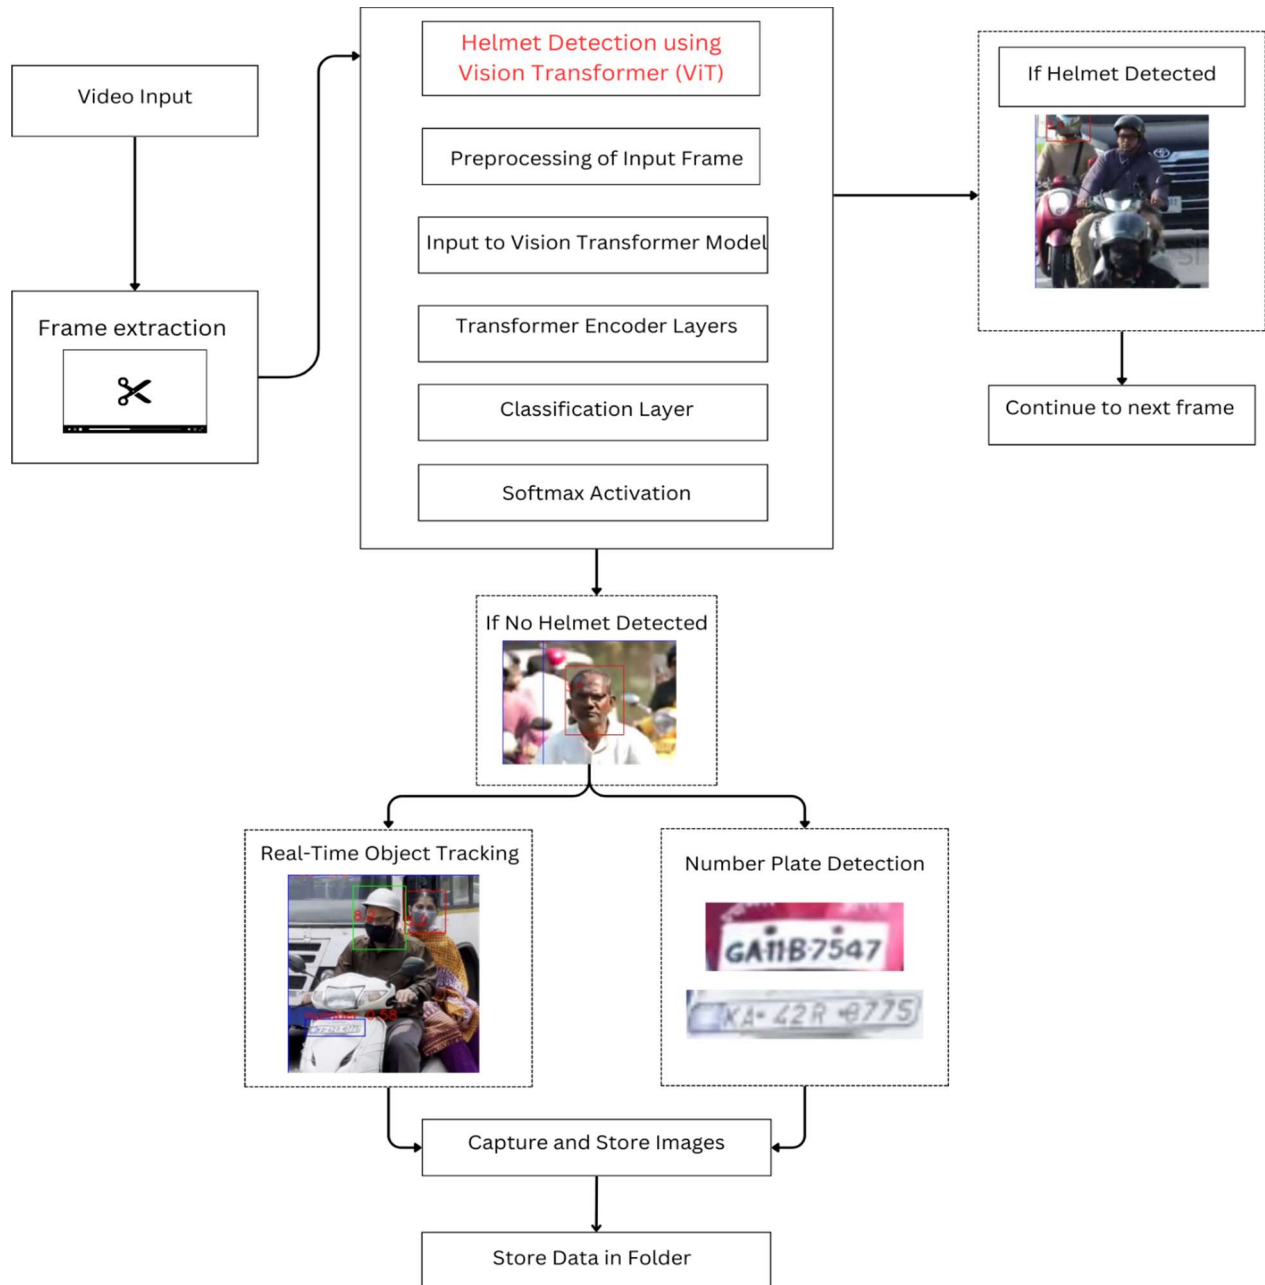 Video Input
Frame extraction
Helmet Detection using
Vision Transformer (ViT)
Preprocessing of Input Frame
Input to Vision Transformer Model
Transformer Encoder Layers
Classification Layer
Softmax Activation
If Helmet Detected
Continue to next frame
If No Helmet Detected
Real-Time Object Tracking
Number Plate Detection
GA11B7547
KA 42R 8775
Capture and Store Images
Store Data in Folder